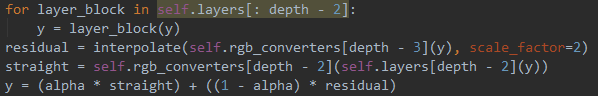 for layer_block in self.layers[: depth - 2]:
    y = layer_block(y)
residual = interpolate(self.rgb_converters[depth - 3](y), scale_factor=2)
straight = self.rgb_converters[depth - 2](self.layers[depth - 2](y))
y = (alpha * straight) + ((1 - alpha) * residual)